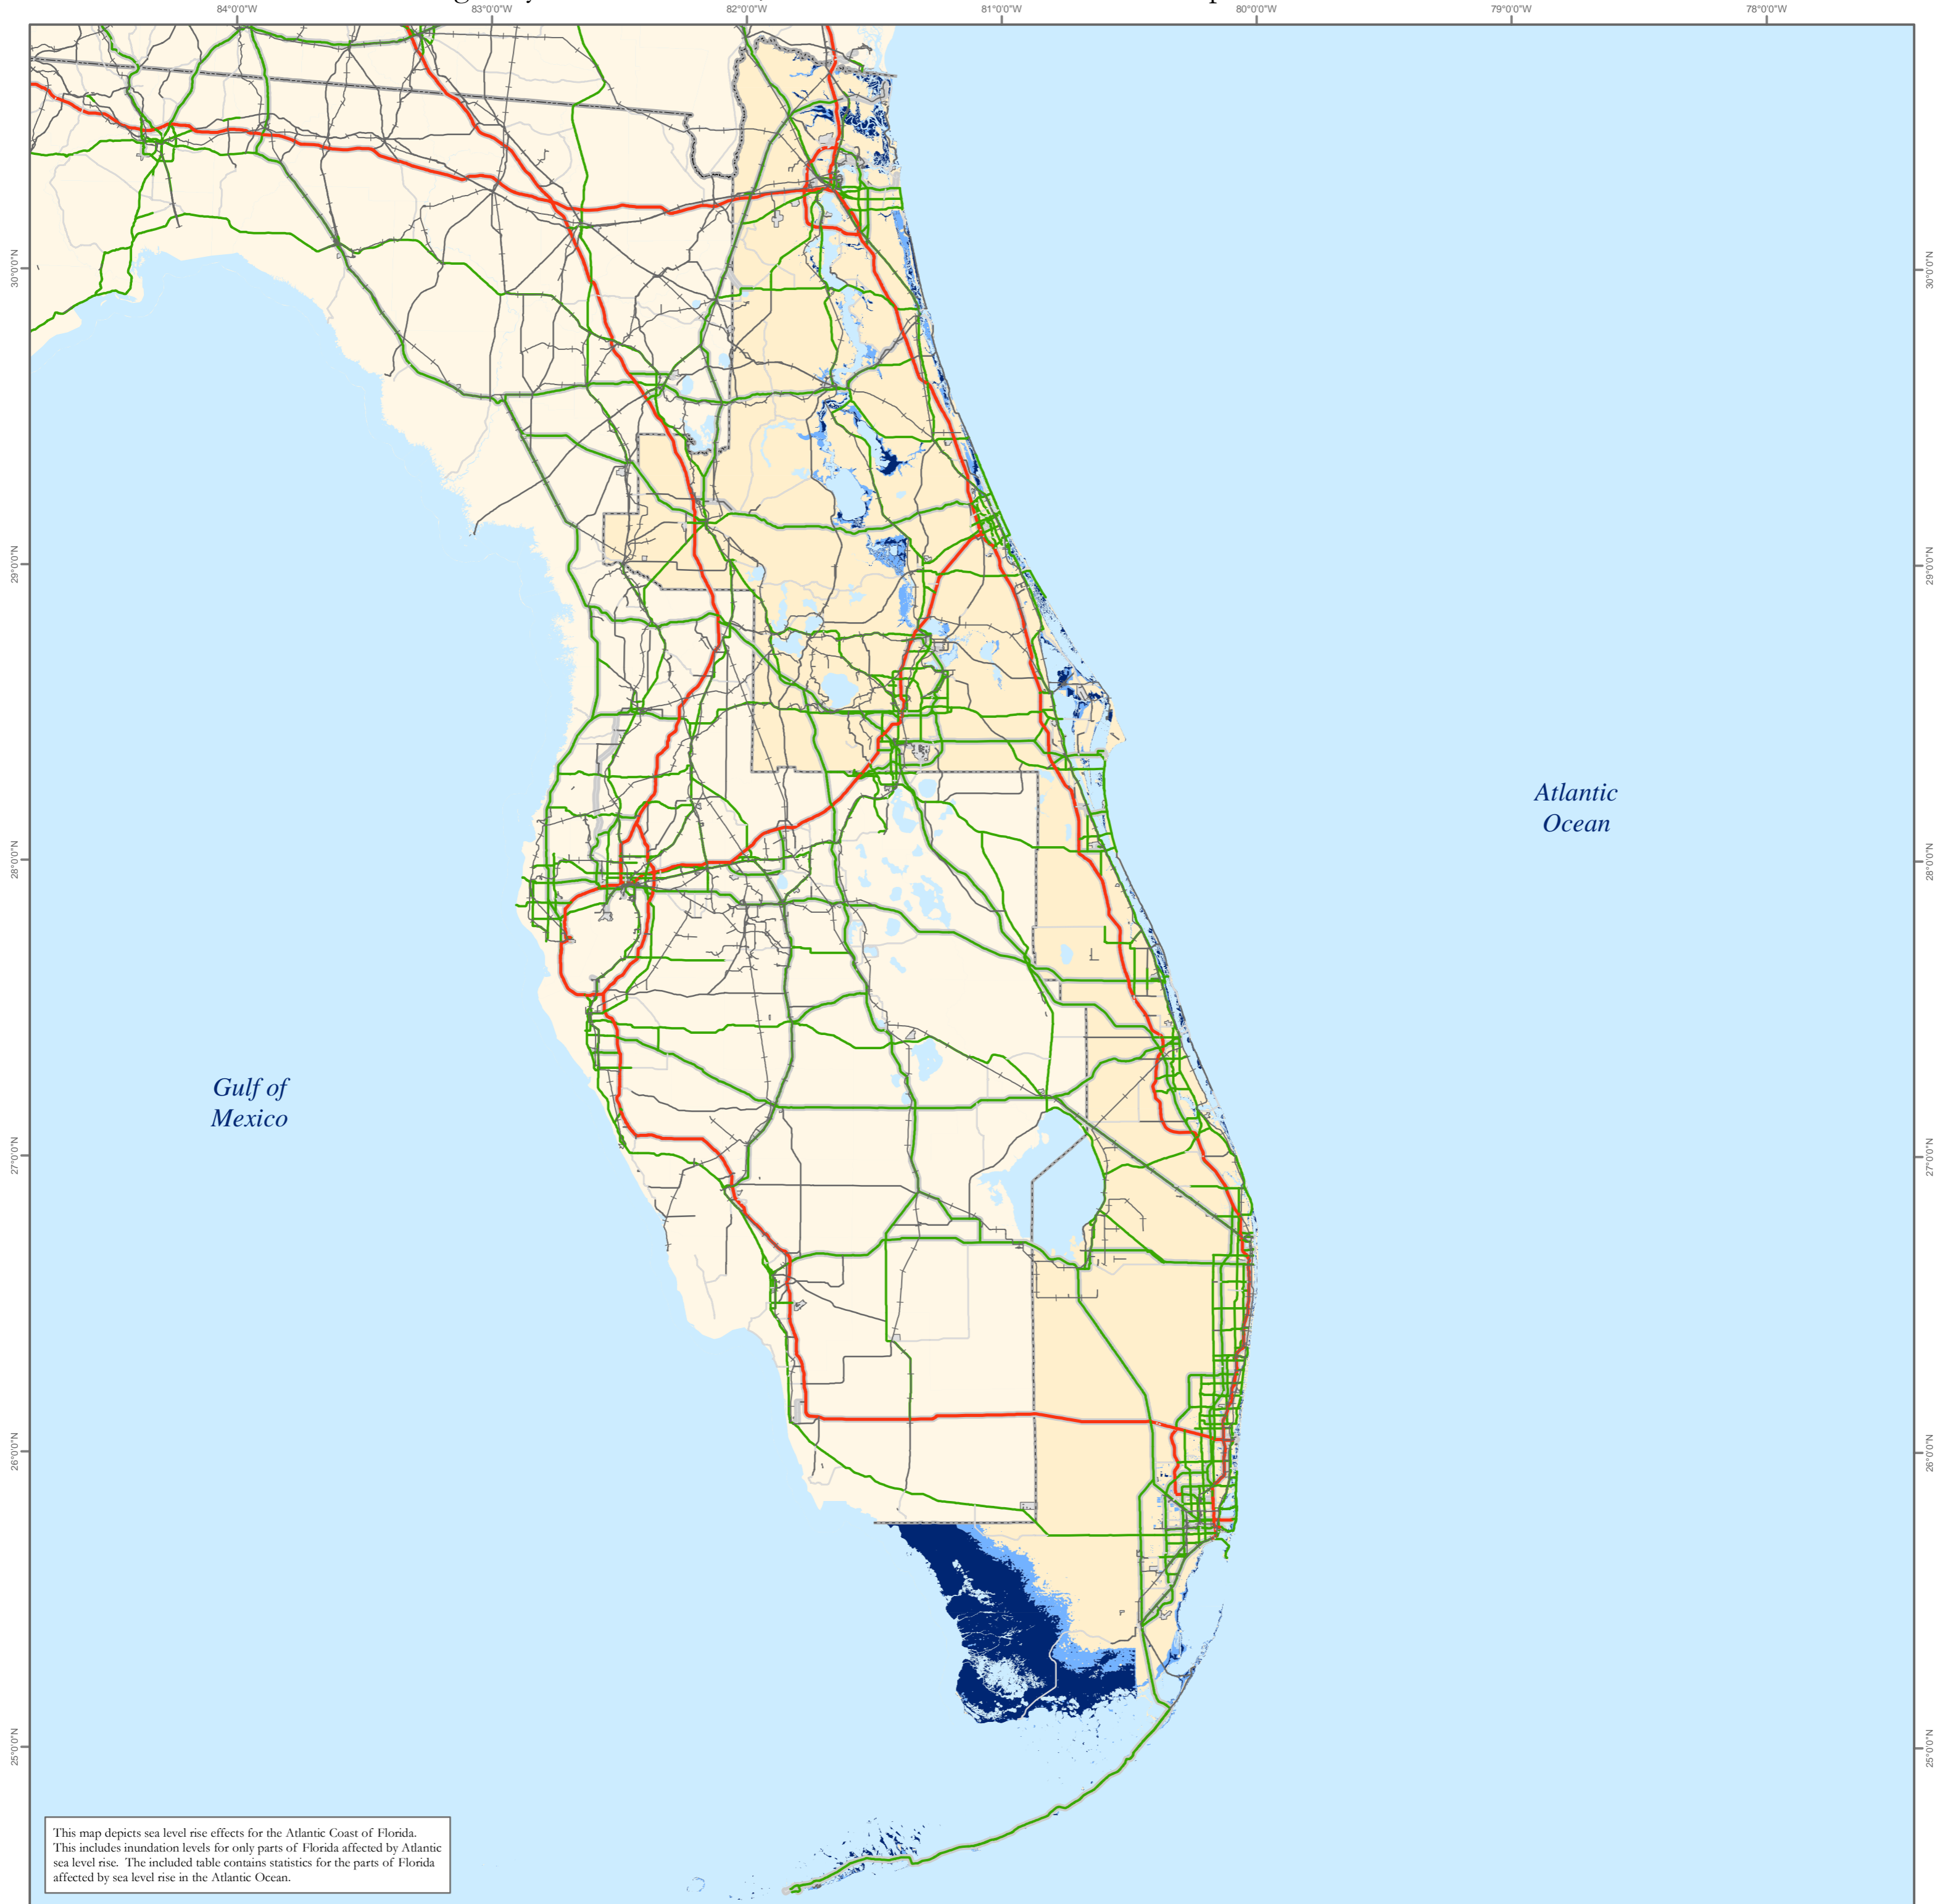 84°0'0"W
83°0'0"W
82°0'0"W
81°0'0"W
80°0'0"W
79°0'0"W
78°0'0"W
30°0'0"N
30°0'0"N
29°0'0"N
29°0'0"N
Atlantic
Ocean
28°0'0"N
28°0'0"N
Gulf of
Mexico
27°0'0"N
27°0'0"N
26°0'0"N
26°0'0"N
25°0'0"N
25°0'0"N
This map depicts sea level rise effects for the Atlantic Coast of Florida.
This includes inundation levels for only parts of Florida affected by Atlantic
sea level rise. The included table contains statistics for the parts of Florida
affected by sea level rise in the Atlantic Ocean.